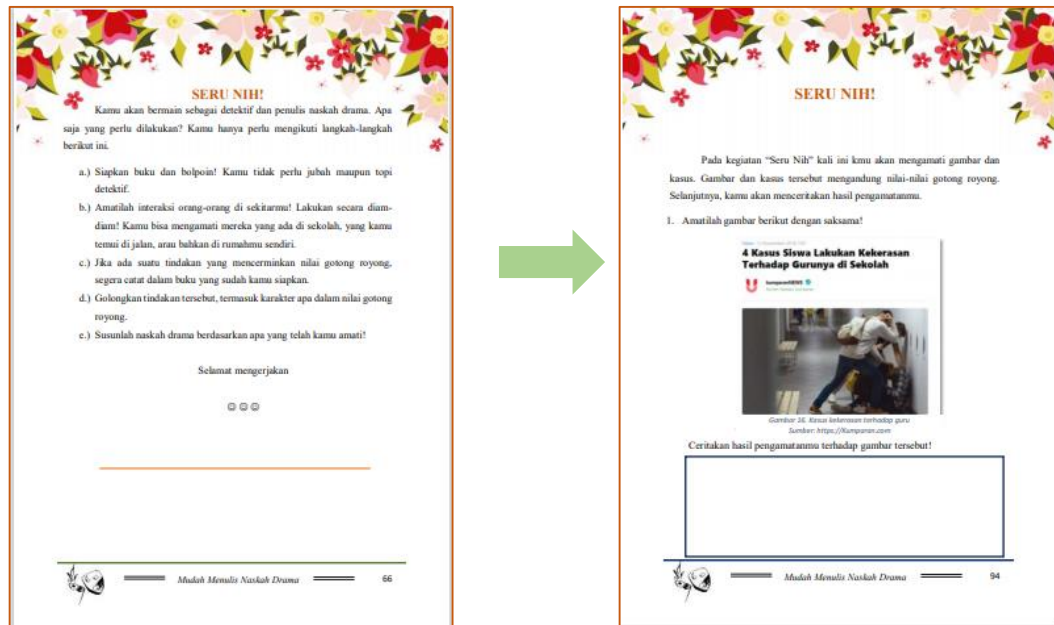 SERU NIH!
Kamu akan bermain sebagai detektif dan penulis naskah drama. Apa
saja yang perlu dilakukan? Kamu hanya perlu mengikuti langkah-langkah
berikut ini.
a.) Siapkan buku dan bolpoin! Kamu tidak perlu jubah maupun topi
detektif.
b.) Amatilah interaksi orang-orang di sekitarmu! Lakukan secara diam-
diam! Kamu bisa mengamati mereka yang ada di sekolah, yang kamu
temui di jalan, arau bahkan di rumahmu sendiri.
c.) Jika ada suatu tindakan yang mencerminkan nilai gotong royong,
segera catat dalam buku yang sudah kamu siapkan.
d.) Golongkan tindakan tersebut, termasuk karakter apa dalam nilai gotong
royong.
e.) Susunlah naskah drama berdasarkan apa yang telah kamu amati!
Selamat mengerjakan
☺☺☺
Mudah Menulis Naskah Drama 66
SERU NIH!
Pada kegiatan “Seru Nih” kali ini kmu akan mengamati gambar dan
kasus. Gambar dan kasus tersebut mengandung nilai-nilai gotong royong.
Selanjutnya, kamu akan menceritakan hasil pengamatanmu.
1. Amatilah gambar berikut dengan saksama!
4 Kasus Siswa Lakukan Kekerasan
Terhadap Gurunya di Sekolah
kumparanNEWS
Gambar 16. Kasus kekerasan terhadap guru
Sumber: https://Kumparan.com
Ceritakan hasil pengamatanmu terhadap gambar tersebut!
Mudah Menulis Naskah Drama 94